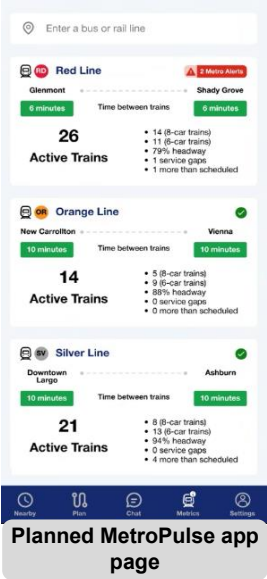 Enter a bus or rail line
RD Red Line
2 Metro Alerts
Glenmont Shady Grove
6 minutes Time between trains 6 minutes
26
Active Trains
• 14 (8-car trains)
• 11 (6-car trains)
• 79% headway
• 1 service gaps
• 1 more than scheduled
OR Orange Line
New Carrollton Vienna
10 minutes Time between trains 10 minutes
14
Active Trains
• 5 (8-car trains)
• 9 (6-car trains)
• 88% headway
• 0 service gaps
• 0 more than scheduled
SV Silver Line
Downtown
Largo
Ashburn
10 minutes Time between trains 10 minutes
21
Active Trains
• 8 (8-car trains)
• 13 (6-car trains)
• 94% headway
• 0 service gaps
• 4 more than scheduled
Nearby Plan Chat Metrics Settings
Planned MetroPulse app
page